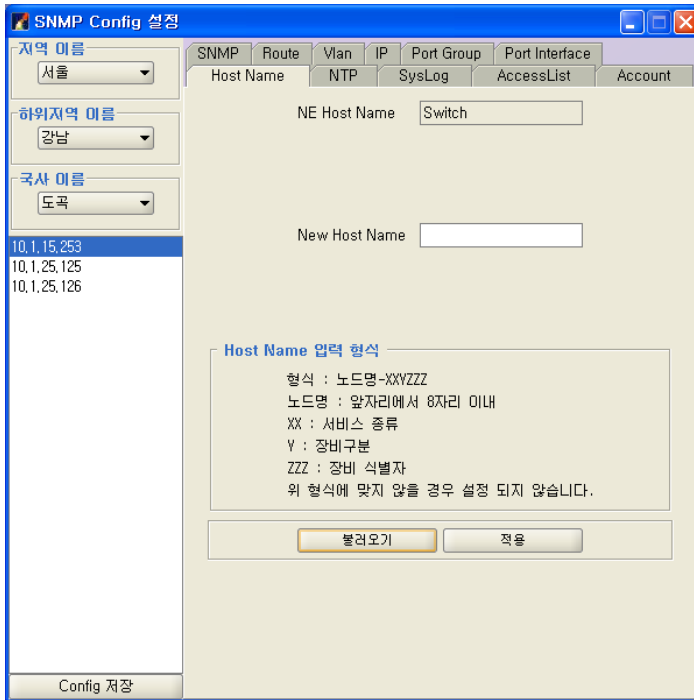 SNMP Config 설정
지역 이름
서울
하위지역 이름
강남
국사 이름
도곡
10,1,15,253
10,1,25,125
10,1,25,126
Config 저장
SNMP Route Vlan IP Port Group Port Interface
Host Name NTP SysLog AccessList Account
NE Host Name Switch
New Host Name
Host Name 입력 형식
형식 : 노드명-XXYZZZ
노드명 : 앞자리에서 8자리 이내
XX : 서비스 종류
Y : 장비구분
ZZZ : 장비 식별자
위 형식에 맞지 않을 경우 설정 되지 않습니다.
불러오기 적용